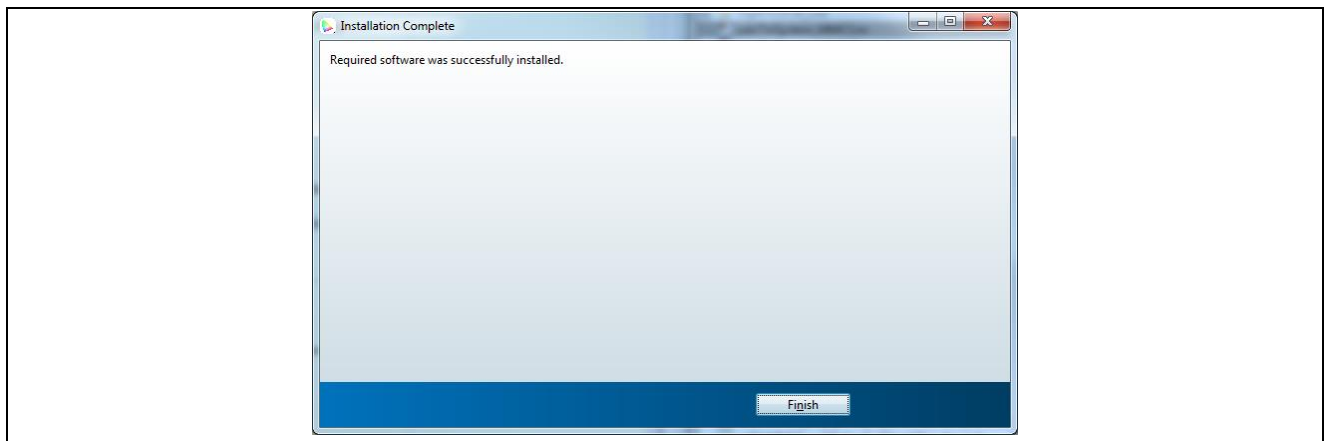 Installation Complete
Required software was successfully installed.
Finish